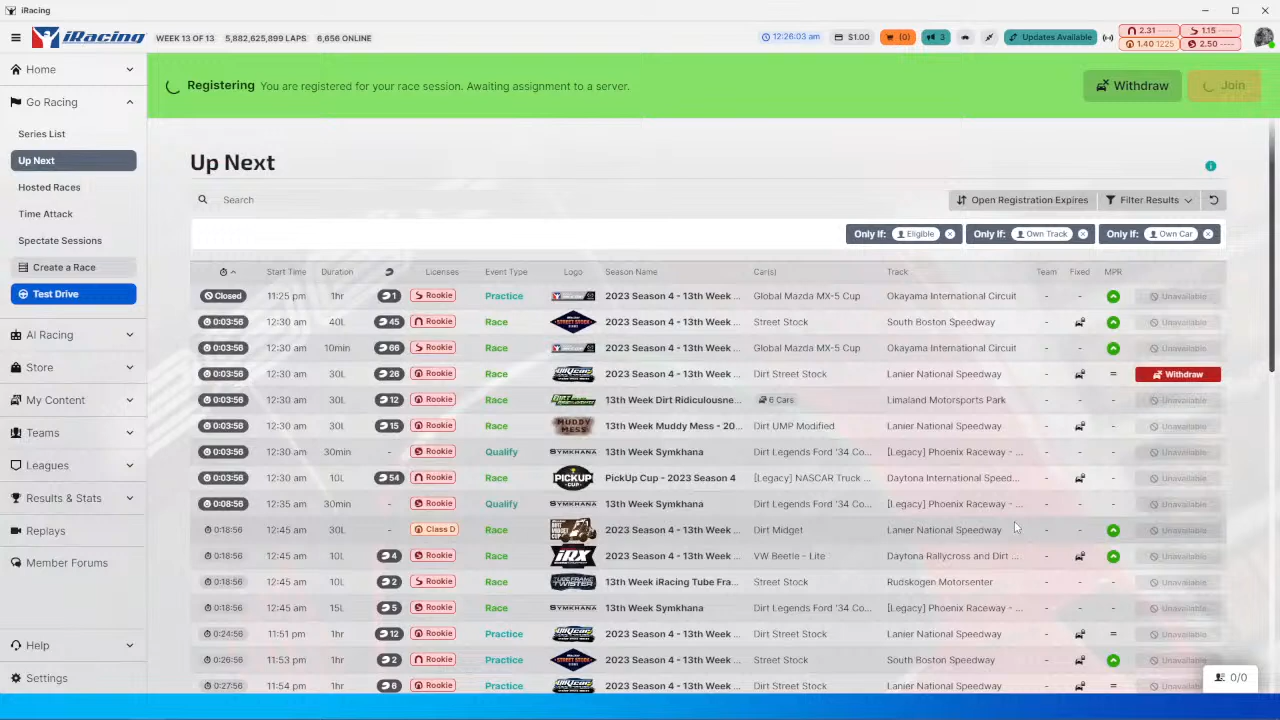 iRacing
iRacing WEEK 13 OF 13 5,882,625,899 LAPS 6,656 ONLINE 12:26:03 am $1.00 (0) 3 Updates Available 2.31 ---- 1.15 ----
1.40 1225 2.50 ----
Home
Go Racing
Series List
Up Next
Hosted Races
Time Attack
Spectate Sessions
Create a Race
Test Drive
AI Racing
Store
My Content
Teams
Leagues
Results & Stats
Replays
Member Forums
Help
Settings
Registering You are registered for your race session. Awaiting assignment to a server. Withdraw Join
Up Next
Search Open Registration Expires Filter Results
Only If: Eligible Only If: Own Track Only If: Own Car
Start Time Duration Licenses Event Type Logo Season Name Car(s) Track Team Fixed MPR
Closed 11:25 pm 1hr 1 Rookie Practice 2023 Season 4 - 13th Week ... Global Mazda MX-5 Cup Okayama International Circuit - - Unavailable
0:03:56 12:30 am 40L 45 Rookie Race STREET STOCK 2023 Season 4 - 13th Week ... Street Stock South Boston Speedway - Unavailable
0:03:56 12:30 am 10min 66 Rookie Race 2023 Season 4 - 13th Week ... Global Mazda MX-5 Cup Okayama International Circuit - - Unavailable
0:03:56 12:30 am 30L 26 Rookie Race 2023 Season 4 - 13th Week ... Dirt Street Stock Lanier National Speedway - = Withdraw
0:03:56 12:30 am 30L 12 Rookie Race 13th Week Dirt Ridiculousne... 6 Cars Limaland Motorsports Park - - - Unavailable
0:03:56 12:30 am 30L 15 Rookie Race MUDDY MESS 13th Week Muddy Mess - 20... Dirt UMP Modified Lanier National Speedway - - Unavailable
0:03:56 12:30 am 30min - Rookie Qualify SYMKHANA 13th Week Symkhana Dirt Legends Ford '34 Co... [Legacy] Phoenix Raceway - ... - - - Unavailable
0:03:56 12:30 am 10L 54 Rookie Race PICKUP CUP PickUp Cup - 2023 Season 4 [Legacy] NASCAR Truck ... Daytona International Speed... - - Unavailable
0:08:56 12:35 am 30min - Rookie Qualify SYMKHANA 13th Week Symkhana Dirt Legends Ford '34 Co... [Legacy] Phoenix Raceway - ... - - - Unavailable
0:18:56 12:45 am 30L - Class D Race 2023 Season 4 - 13th Week ... Dirt Midget Lanier National Speedway - - Unavailable
0:18:56 12:45 am 10L 4 Rookie Race iRX 2023 Season 4 - 13th Week ... VW Beetle - Lite Daytona Rallycross and Dirt ... - Unavailable
0:18:56 12:45 am 10L 2 Rookie Race TUBE FRAME TWISTER 13th Week iRacing Tube Fra... Street Stock Rudskogen Motorsenter - - - Unavailable
0:18:56 12:45 am 15L 5 Rookie Race SYMKHANA 13th Week Symkhana Dirt Legends Ford '34 Co... [Legacy] Phoenix Raceway - ... - - - Unavailable
0:24:56 11:51 pm 1hr 12 Rookie Practice 2023 Season 4 - 13th Week ... Dirt Street Stock Lanier National Speedway - = Unavailable
0:26:56 11:53 pm 1hr 2 Rookie Practice STREET STOCK 2023 Season 4 - 13th Week ... Street Stock South Boston Speedway - Unavailable
0:27:56 11:54 pm 1hr 8 Rookie Practice 2023 Season 4 - 13th Week ... Dirt Street Stock Lanier National Speedway - = Unavailable
0/0